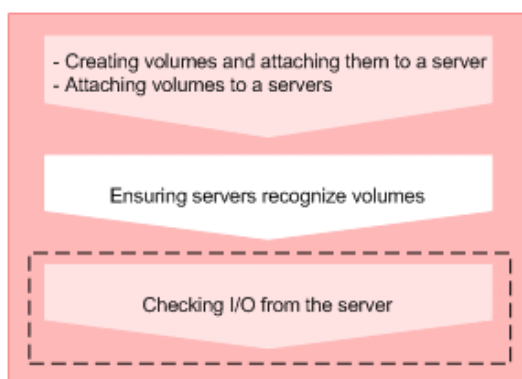 - Creating volumes and attaching them to a server
- Attaching volumes to a servers
Ensuring servers recognize volumes
Checking I/O from the server